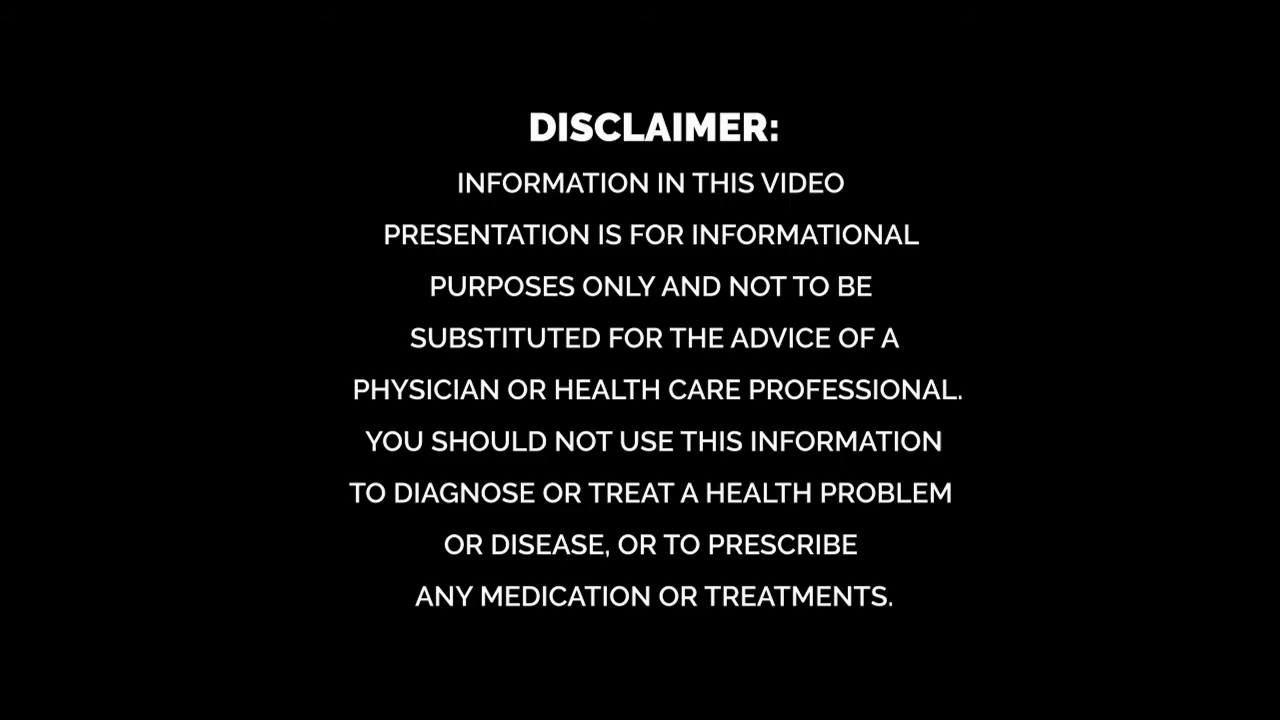 DISCLAIMER:
INFORMATION IN THIS VIDEO
PRESENTATION IS FOR INFORMATIONAL
PURPOSES ONLY AND NOT TO BE
SUBSTITUTED FOR THE ADVICE OF A
PHYSICIAN OR HEALTH CARE PROFESSIONAL.
YOU SHOULD NOT USE THIS INFORMATION
TO DIAGNOSE OR TREAT A HEALTH PROBLEM
OR DISEASE, OR TO PRESCRIBE
ANY MEDICATION OR TREATMENTS.